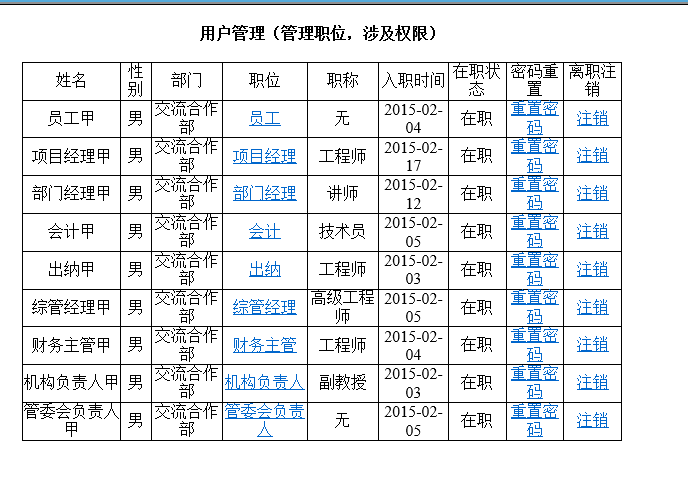 用户管理（管理职位，涉及权限）
姓名 性别 部门 职位 职称 入职时间 在职状态 密码重置 离职注销
员工甲 男 交流合作部 员工 无 2015-02-04 在职 重置密码 注销
项目经理甲 男 交流合作部 项目经理 工程师 2015-02-17 在职 重置密码 注销
部门经理甲 男 交流合作部 部门经理 讲师 2015-02-12 在职 重置密码 注销
会计甲 男 交流合作部 会计 技术员 2015-02-05 在职 重置密码 注销
出纳甲 男 交流合作部 出纳 工程师 2015-02-03 在职 重置密码 注销
综管经理甲 男 交流合作部 综管经理 高级工程师 2015-02-05 在职 重置密码 注销
财务主管甲 男 交流合作部 财务主管 工程师 2015-02-04 在职 重置密码 注销
机构负责人甲 男 交流合作部 机构负责人 副教授 2015-02-03 在职 重置密码 注销
管委会负责人甲 男 交流合作部 管委会负责人 无 2015-02-05 在职 重置密码 注销